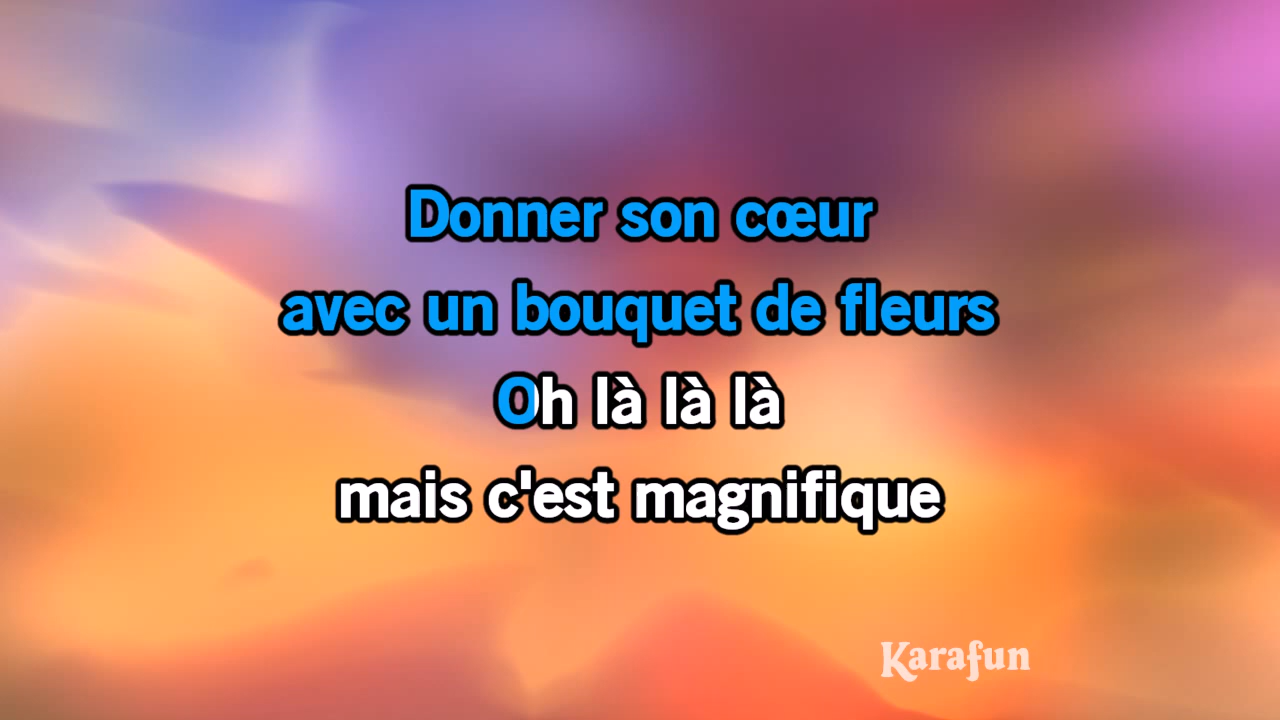 Donner son cœur
avec un bouquet de fleurs
Oh là là là
mais c'est magnifique
Karafun